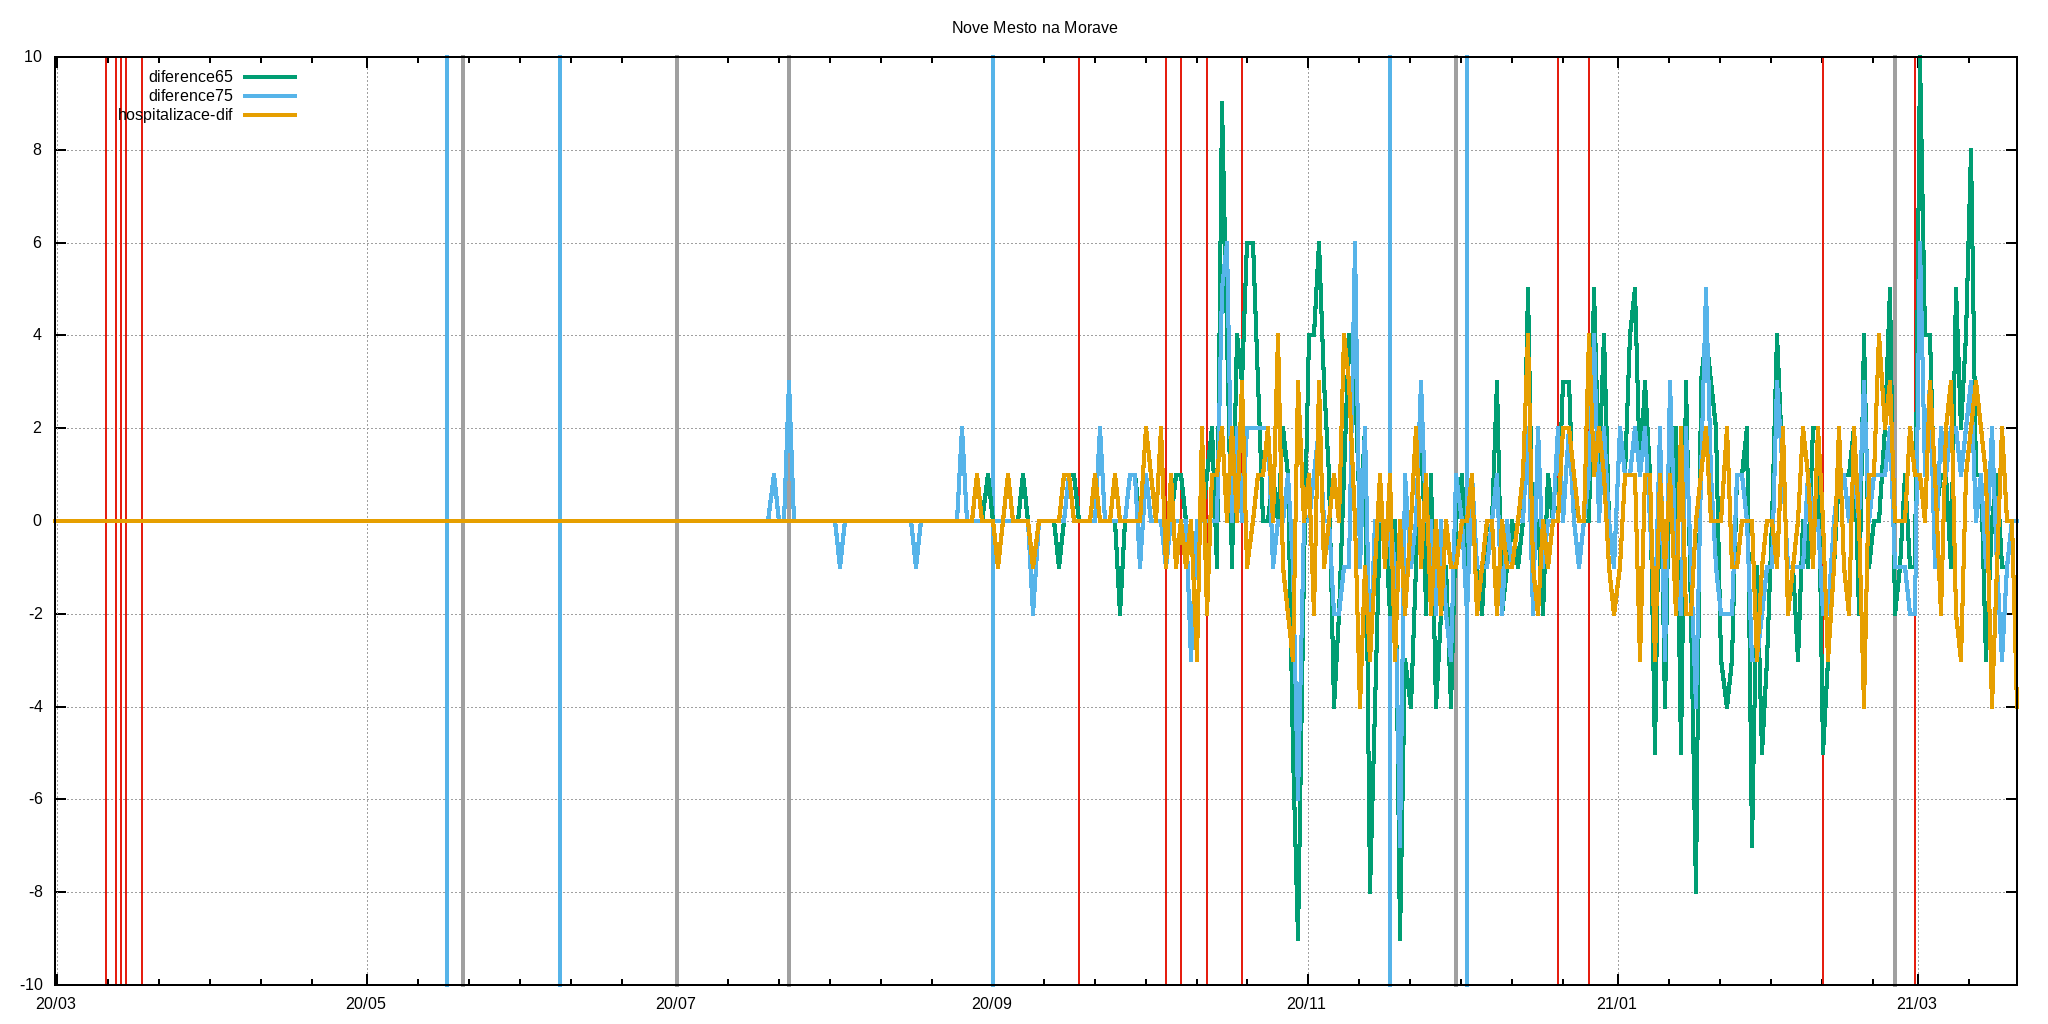 Nove Mesto na Morave
10
8
6
4
2
0
-2
-4
-6
-8
-10
diference65
diference75
hospitalizace-dif
20/03 20/05 20/07 20/09 20/11 21/01 21/03